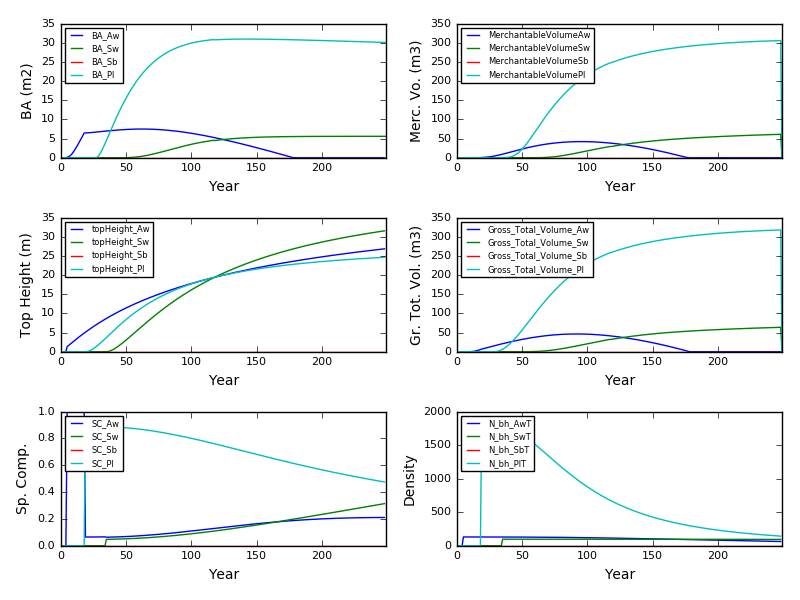 BA (m2)
35
30
25
20
15
10
5
0
BA_Aw
BA_Sw
BA_Sb
BA_Pl
0 50 100 150 200
Year
Merc. Vo. (m3)
350
300
250
200
150
100
50
0
MerchantableVolumeAw
MerchantableVolumeSw
MerchantableVolumeSb
MerchantableVolumePl
0 50 100 150 200
Year
Top Height (m)
35
30
25
20
15
10
5
0
topHeight_Aw
topHeight_Sw
topHeight_Sb
topHeight_Pl
0 50 100 150 200
Year
Gr. Tot. Vol. (m3)
350
300
250
200
150
100
50
0
Gross_Total_Volume_Aw
Gross_Total_Volume_Sw
Gross_Total_Volume_Sb
Gross_Total_Volume_Pl
0 50 100 150 200
Year
Sp. Comp.
1.0
0.8
0.6
0.4
0.2
0.0
SC_Aw
SC_Sw
SC_Sb
SC_Pl
0 50 100 150 200
Year
Density
2000
1500
1000
500
0
N_bh_AwT
N_bh_SwT
N_bh_SbT
N_bh_PlT
0 50 100 150 200
Year